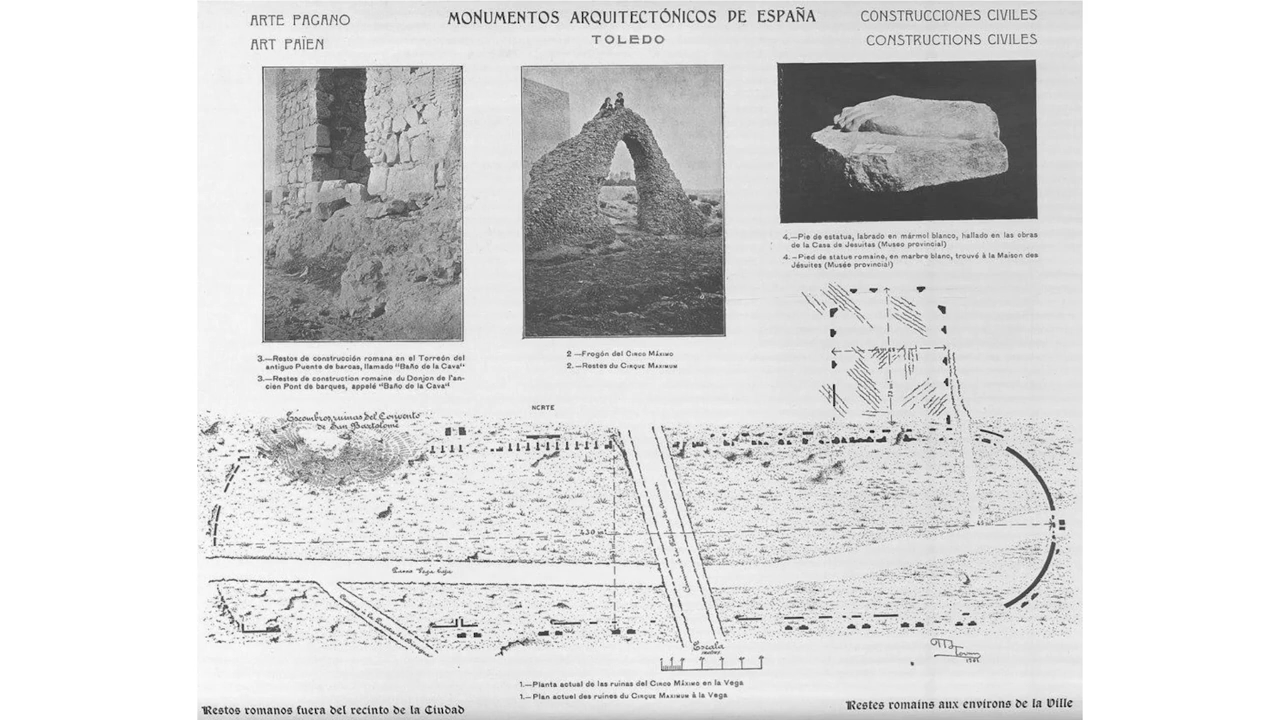 ARTE PAGANO
ART PAÏEN
MONUMENTOS ARQUITECTÓNICOS DE ESPAÑA
TOLEDO
CONSTRUCCIONES CIVILES
CONSTRUCTIONS CIVILES
3.—Restos de construcción romana en el Torreón del
antiguo Puente de barcas, llamado "Baño de la Cava"
3.—Restes de construction romaine du Donjon de l'an-
cien Pont de barques, appelé "Baño de la Cava"
2.—Frogón del CIRCO MÁXIMO
2.—Restes du CIRQUE MAXIMUM
4.—Pie de estatua, labrado en mármol blanco, hallado en las obras
de la Casa de Jesuitas (Museo provincial)
4.—Pied de statue romaine, en marbre blanc, trouvé à la Maison des
Jésuites (Musée provincial)
NORTE
Escombros, ruinas del Convento
de San Bartolomé
430 m
Paseo Vega baja
Escala
1.—Planta actual de las ruinas del CIRCO MÁXIMO en la Vega
1.—Plan actuel des ruines du CIRQUE MAXIMUM à la Vega
Restos romanos fuera del recinto de la Ciudad
Restes romains aux environs de la Ville